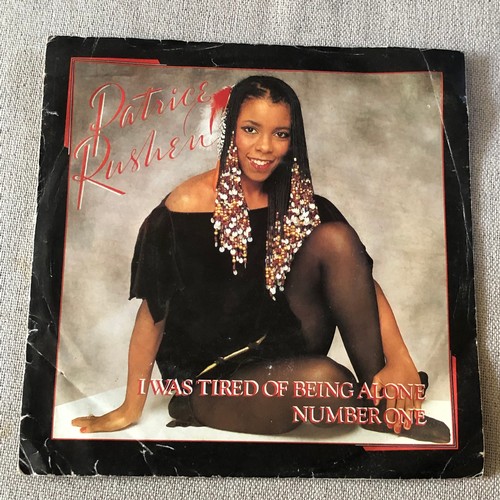 Patrice
Rushen
I WAS TIRED OF BEING ALONE
NUMBER ONE